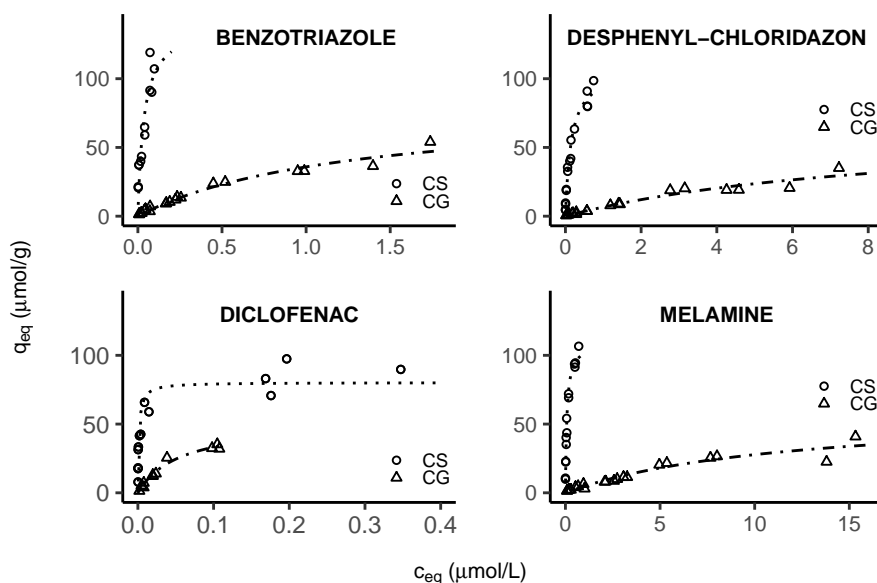 BENZOTRIAZOLE
DESPHENYL−CHLORIDAZON
100
50
0
0.0 0.5 1.0 1.5
CS
CG
100
50
0
0 2 4 6 8
CS
CG
DICLOFENAC
MELAMINE
100
50
0
0.0 0.1 0.2 0.3 0.4
CS
CG
100
50
0
0 5 10 15
CS
CG
qeq (μmol/g)
ceq (μmol/L)